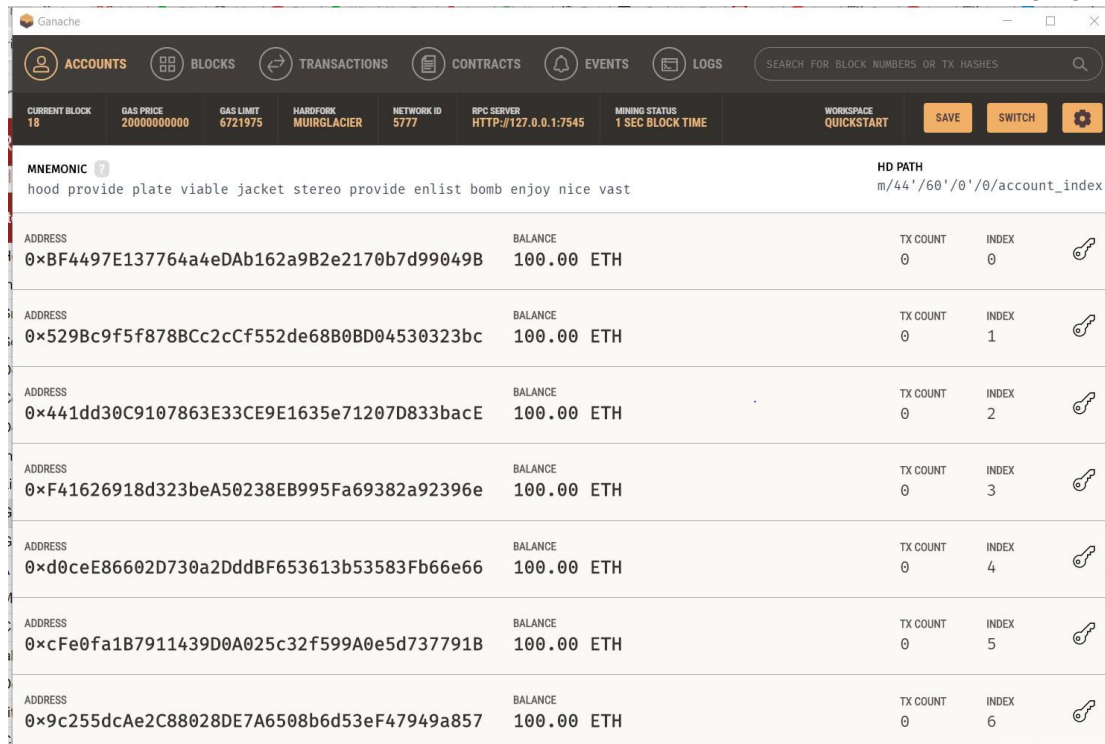 Ganache
ACCOUNTS BLOCKS TRANSACTIONS CONTRACTS EVENTS LOGS SEARCH FOR BLOCK NUMBERS OR TX HASHES
CURRENT BLOCK GAS PRICE GAS LIMIT HARDFORK NETWORK ID RPC SERVER MINING STATUS WORKSPACE
18 20000000000 6721975 MUIRGLACIER 5777 HTTP://127.0.0.1:7545 1 SEC BLOCK TIME QUICKSTART SAVE SWITCH
MNEMONIC ? HD PATH
hood provide plate viable jacket stereo provide enlist bomb enjoy nice vast m/44'/60'/0'/0/account_index
ADDRESS BALANCE TX COUNT INDEX
0×BF4497E137764a4eDAb162a9B2e2170b7d99049B 100.00 ETH 0 0
ADDRESS BALANCE TX COUNT INDEX
0×529Bc9f5f878BCc2cCf552de68B0BD04530323bc 100.00 ETH 0 1
ADDRESS BALANCE TX COUNT INDEX
0×441dd30C9107863E33CE9E1635e71207D833bacE 100.00 ETH 0 2
ADDRESS BALANCE TX COUNT INDEX
0×F41626918d323beA50238EB995Fa69382a92396e 100.00 ETH 0 3
ADDRESS BALANCE TX COUNT INDEX
0×d0ceE86602D730a2DddBF653613b53583Fb66e66 100.00 ETH 0 4
ADDRESS BALANCE TX COUNT INDEX
0×cFe0fa1B7911439D0A025c32f599A0e5d737791B 100.00 ETH 0 5
ADDRESS BALANCE TX COUNT INDEX
0×9c255dcAe2C88028DE7A6508b6d53eF47949a857 100.00 ETH 0 6